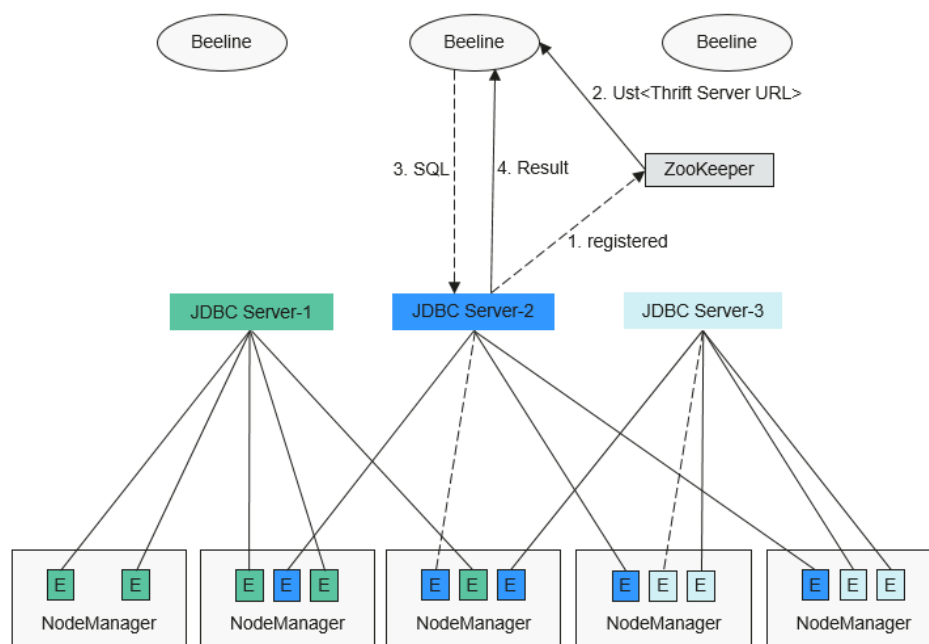 Beeline
Beeline
Beeline
2. Ust<Thrift Server URL>
3. SQL
4. Result
ZooKeeper
1. registered
JDBC Server-1
JDBC Server-2
JDBC Server-3
E
E
E
E
E
E
E
E
E
E
E
E
E
E
NodeManager
NodeManager
NodeManager
NodeManager
NodeManager